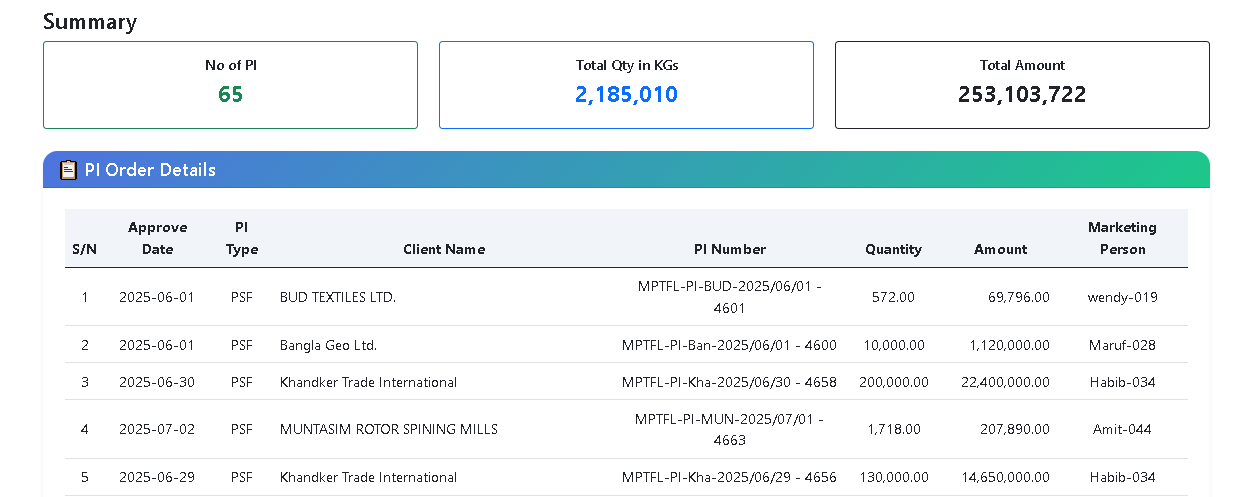 Summary
No of PI
65
Total Qty in KGs
2,185,010
Total Amount
253,103,722
📋 PI Order Details
S/N Approve Date PI Type Client Name PI Number Quantity Amount Marketing Person
1 2025-06-01 PSF BUD TEXTILES LTD. MPTFL-PI-BUD-2025/06/01 - 4601 572.00 69,796.00 wendy-019
2 2025-06-01 PSF Bangla Geo Ltd. MPTFL-PI-Ban-2025/06/01 - 4600 10,000.00 1,120,000.00 Maruf-028
3 2025-06-30 PSF Khandker Trade International MPTFL-PI-Kha-2025/06/30 - 4658 200,000.00 22,400,000.00 Habib-034
4 2025-07-02 PSF MUNTASIM ROTOR SPINING MILLS MPTFL-PI-MUN-2025/07/01 - 4663 1,718.00 207,890.00 Amit-044
5 2025-06-29 PSF Khandker Trade International MPTFL-PI-Kha-2025/06/29 - 4656 130,000.00 14,650,000.00 Habib-034